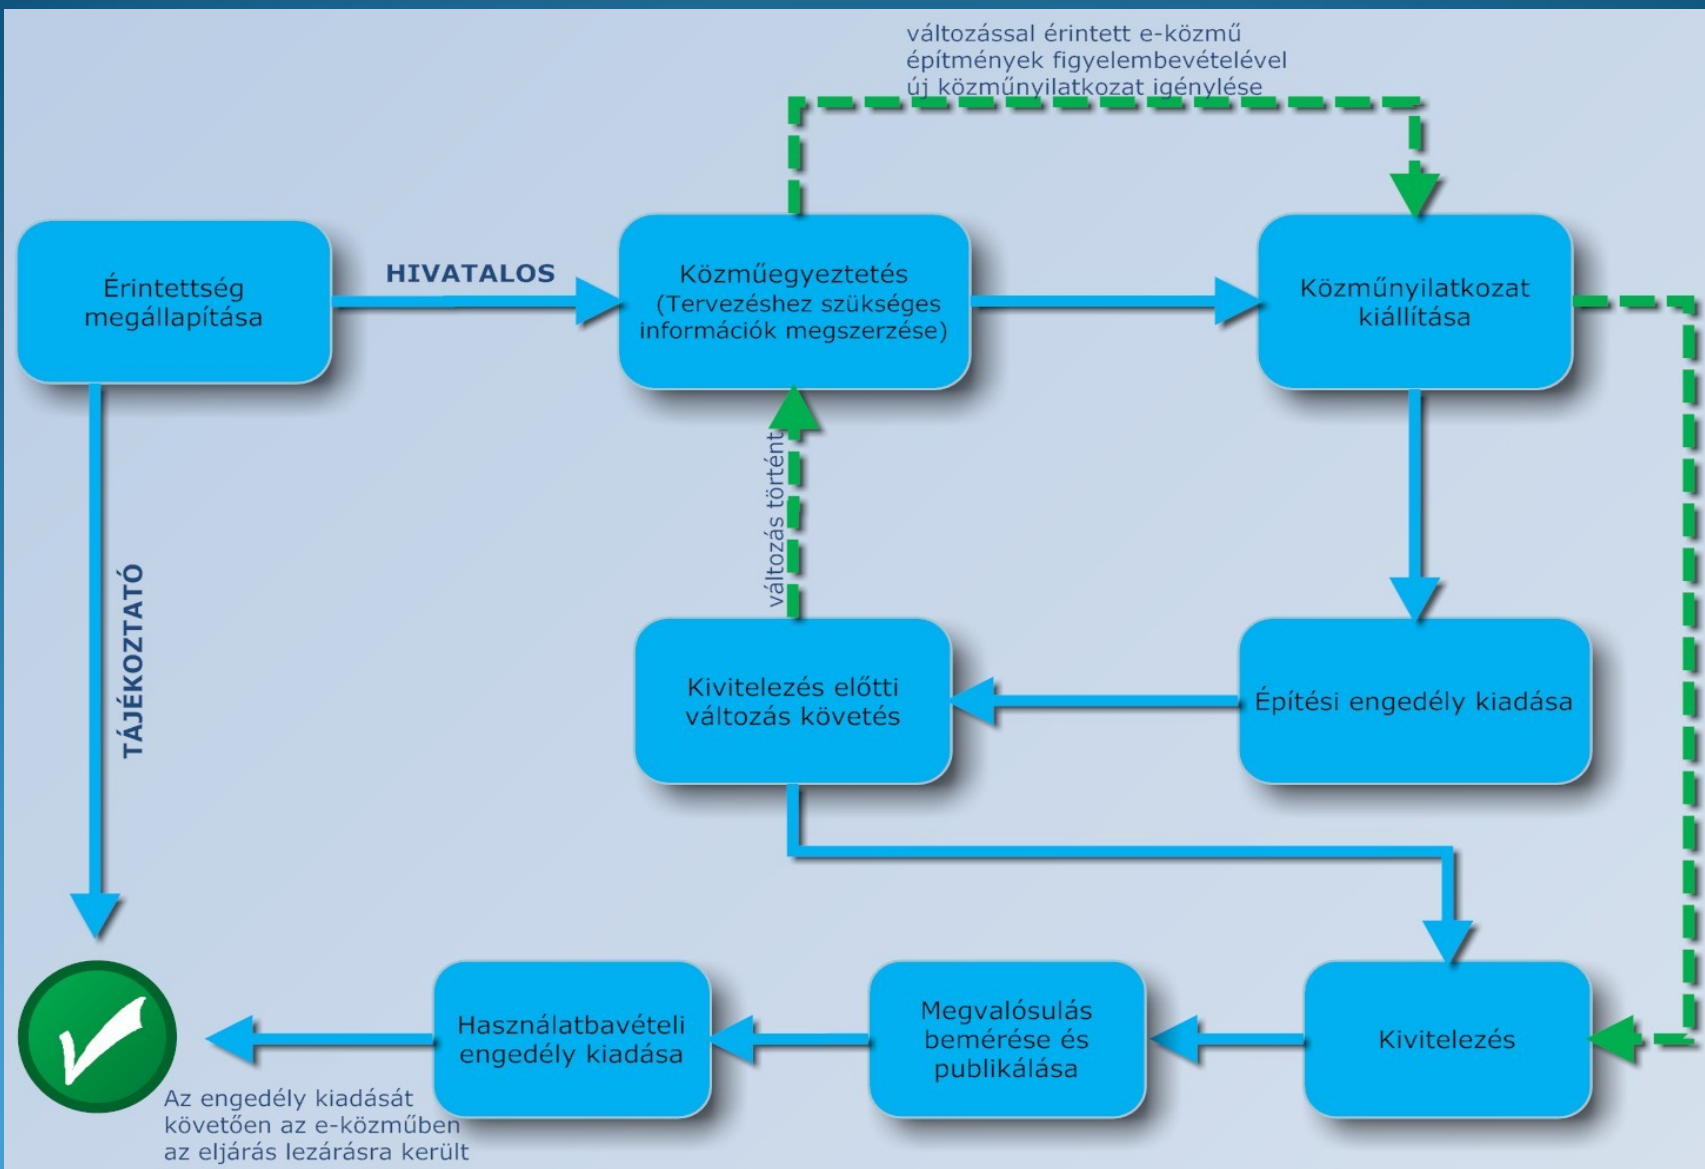 változással érintett e-közmű
építmények figyelembevételével
új közműnyilatkozat igénylése
Érintettség
megállapítása
HIVATALOS
Közműegyeztetés
(Tervezéshez szükséges
információk megszerzése)
Közműnyilatkozat
kiállítása
változás történt
TÁJÉKOZTATÓ
Kivitelezés előtti
változás követés
Építési engedély kiadása
Használatbavételi
engedély kiadása
Megvalósulás
bemérése és
publikálása
Kivitelezés
Az engedély kiadását
követően az e-közműben
az eljárás lezárásra került